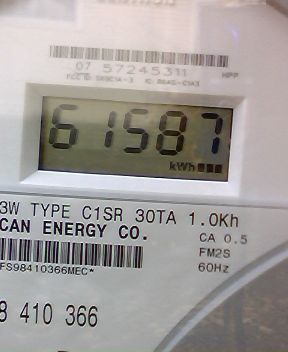 07 57245311
HPP
61587
kWh
3W TYPE C1SR 30TA 1.0Kh
CAN ENERGY CO.
CA 0.5
FM2S
60Hz
FS98410366MEC*
8 410 366